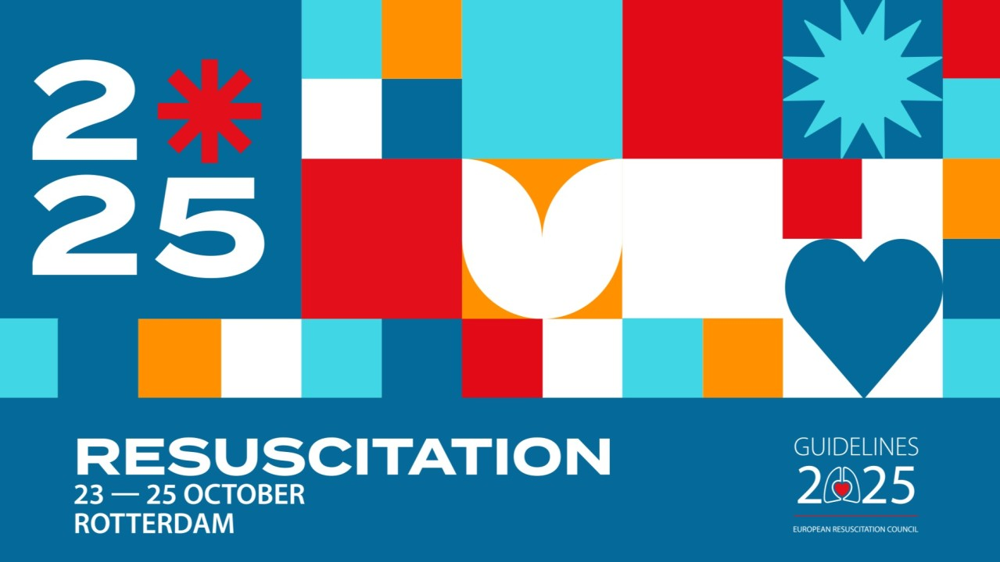 2*
25
RESUSCITATION
23 — 25 OCTOBER
ROTTERDAM
GUIDELINES
2025
EUROPEAN RESUSCITATION COUNCIL